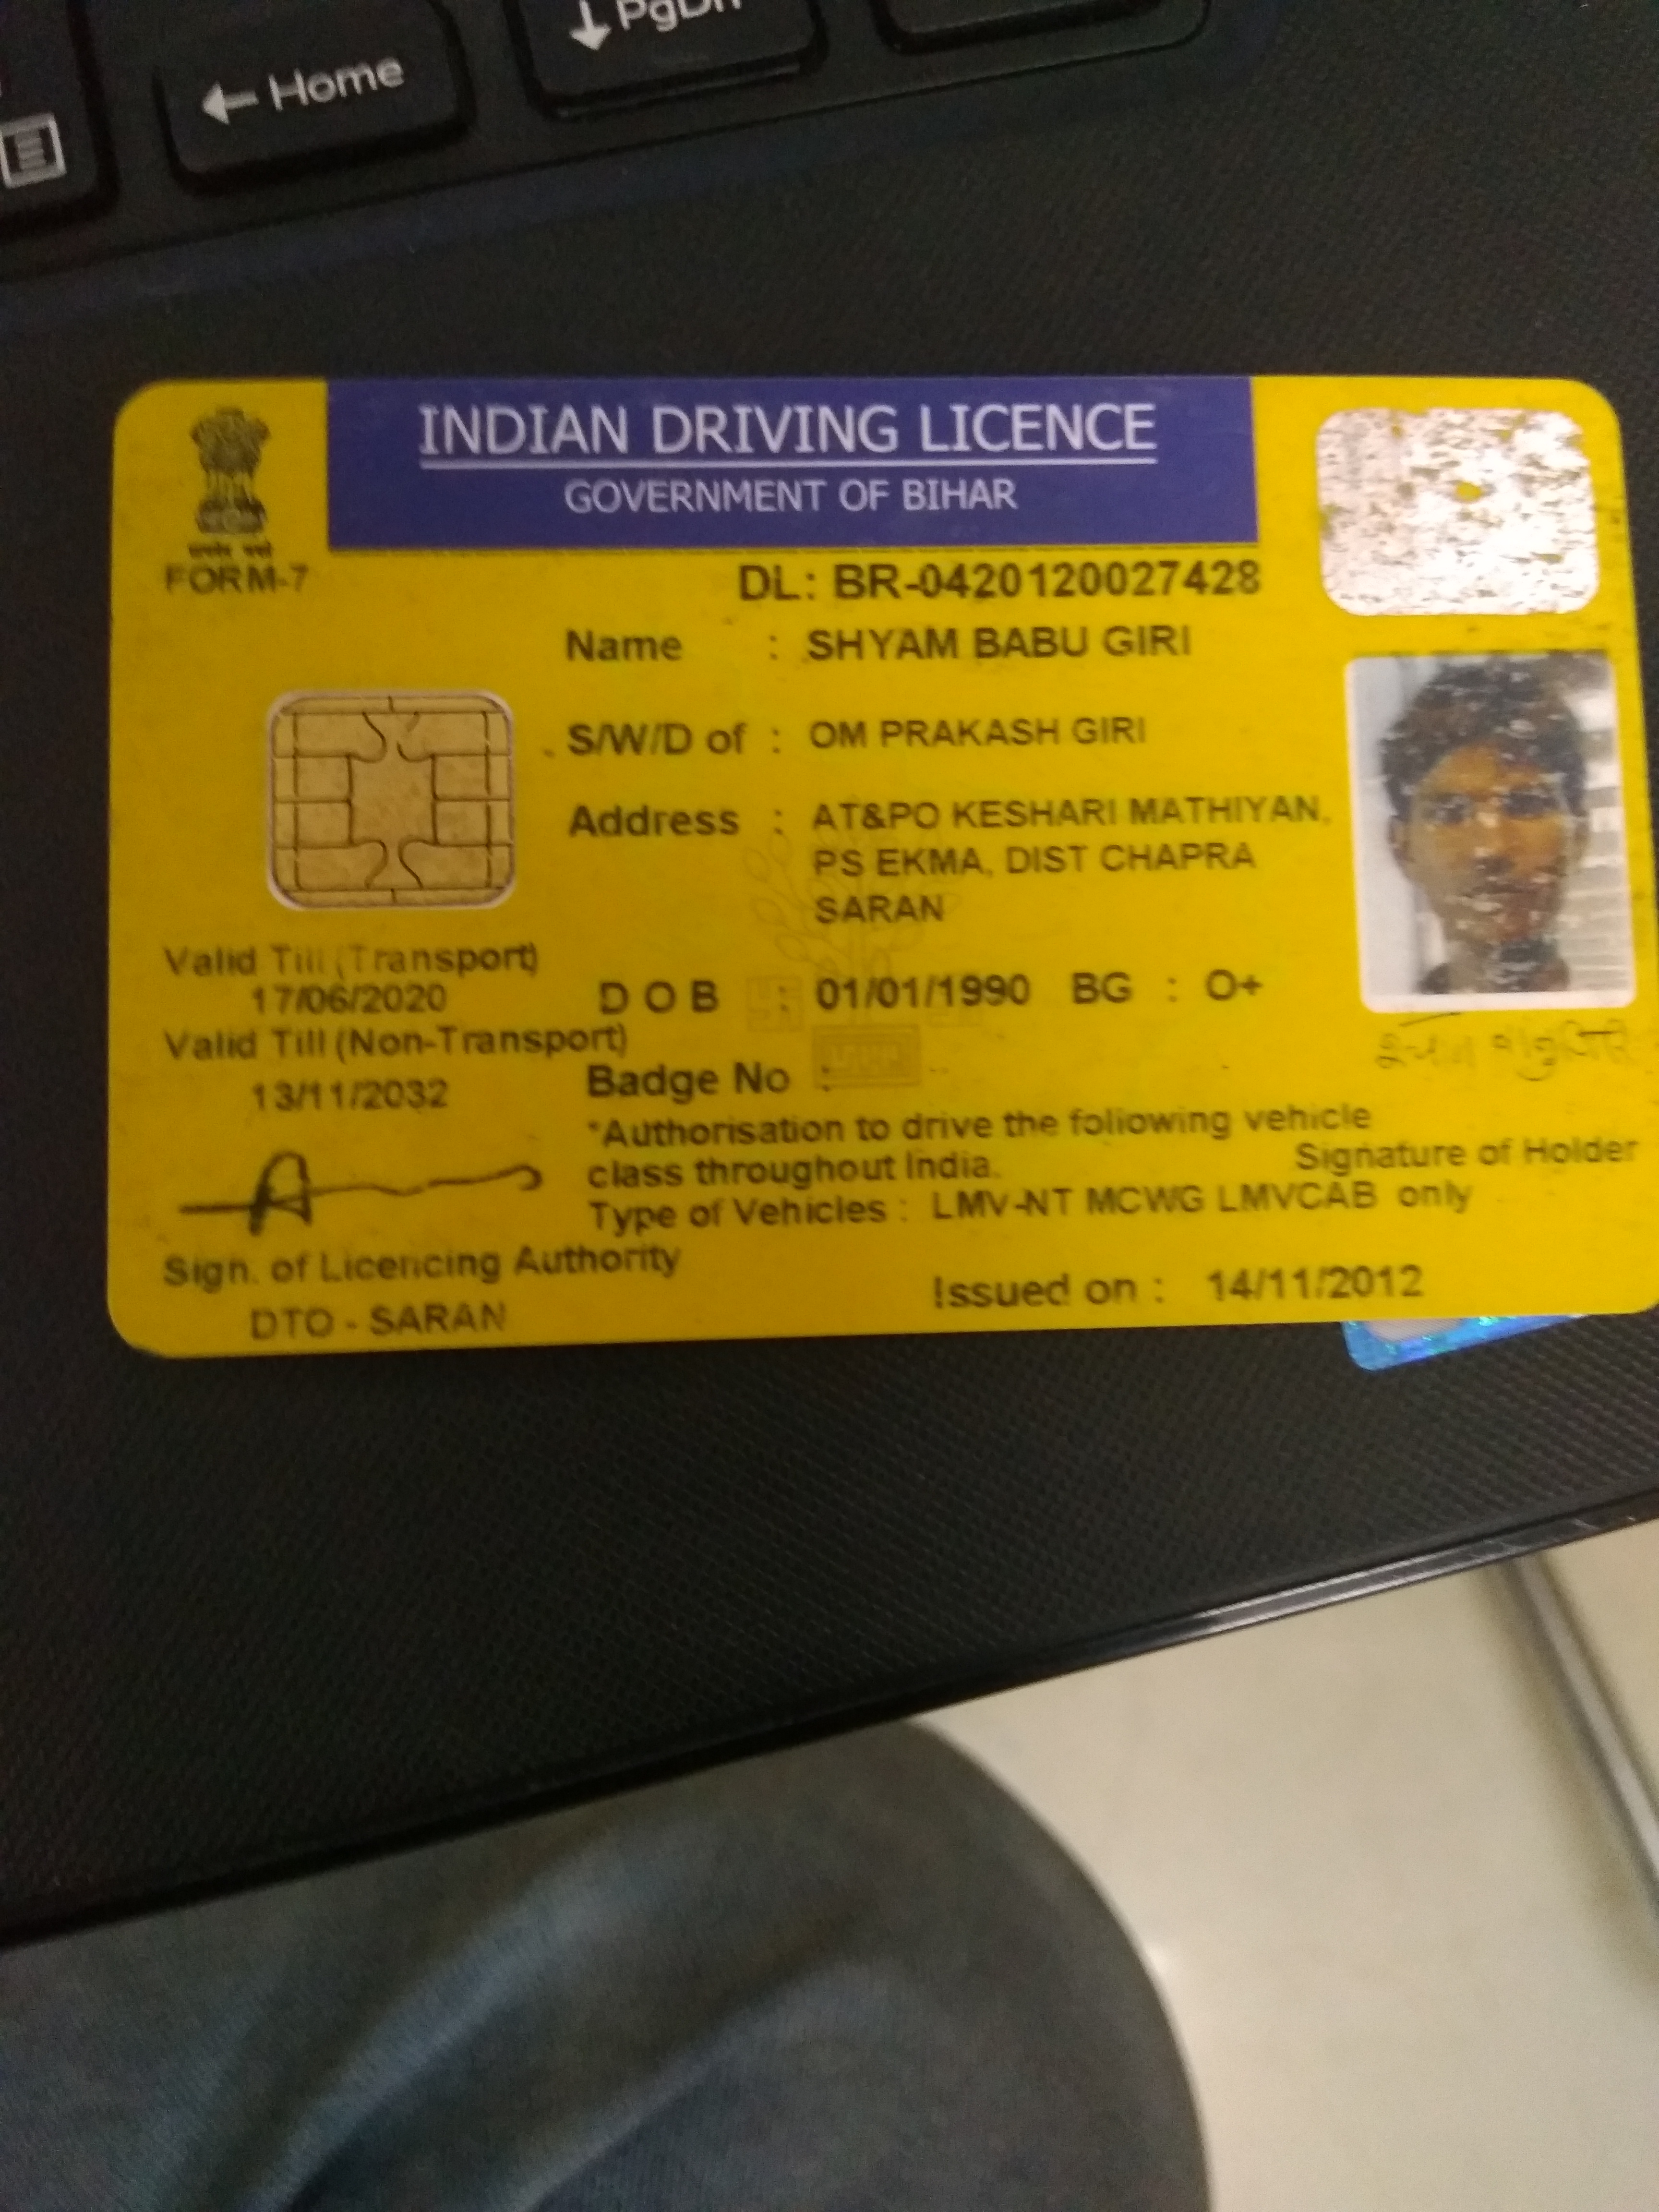 ← Home
↓ PgDn
INDIAN DRIVING LICENCE
GOVERNMENT OF BIHAR
सत्यमेव जयते
FORM-7
DL: BR-0420120027428
Name : SHYAM BABU GIRI
S/W/D of : OM PRAKASH GIRI
Address : AT&PO KESHARI MATHIYAN,
PS EKMA, DIST CHAPRA
SARAN
Valid Till (Transport)
17/06/2020
D O B : 01/01/1990 BG : O+
Valid Till (Non-Transport)
13/11/2032
Badge No :
*Authorisation to drive the following vehicle
class throughout India.
Signature of Holder
Type of Vehicles : LMV-NT MCWG LMVCAB only
Sign. of Licencing Authority
DTO - SARAN
Issued on : 14/11/2012